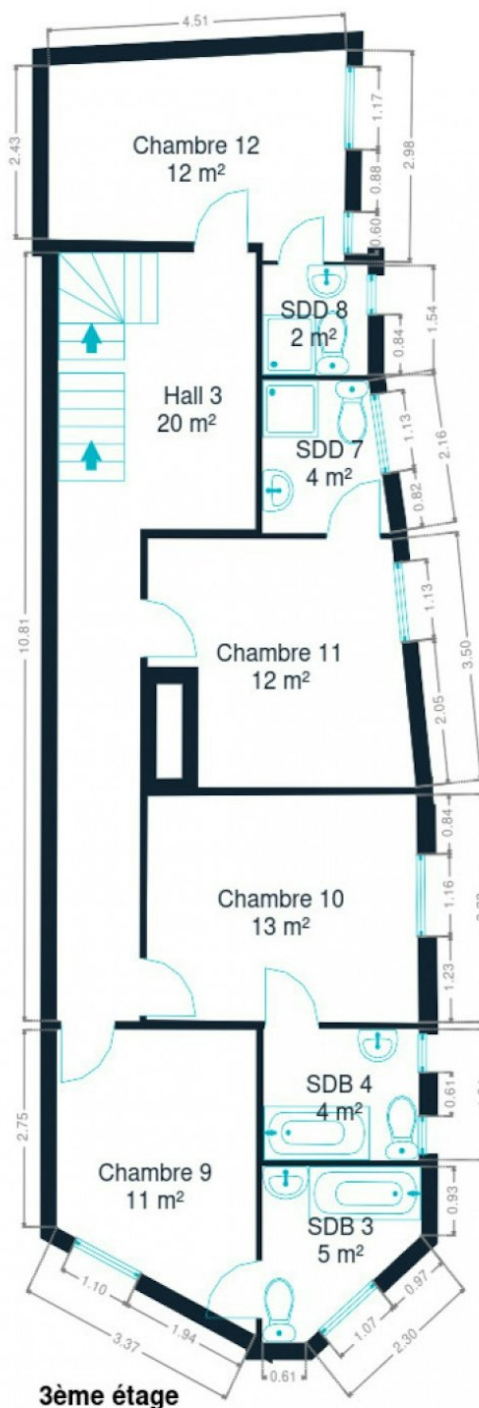 4.51
2.43
1.17
2.98
0.88
0.60
Chambre 12
12 m²
SDD 8
2 m²
1.54
0.84
Hall 3
20 m²
SDD 7
4 m²
1.13
2.16
0.82
10.81
Chambre 11
12 m²
1.13
3.50
2.05
Chambre 10
13 m²
0.84
1.16
1.23
SDB 4
4 m²
0.61
2.75
Chambre 9
11 m²
SDB 3
5 m²
0.93
1.10
1.94
3.37
0.97
1.07
2.30
0.61
3ème étage